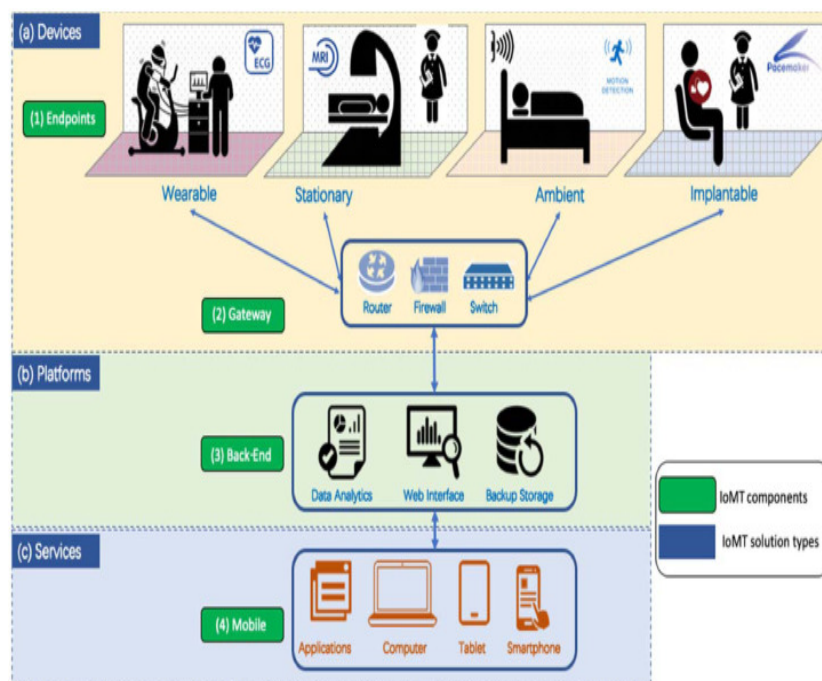 (a) Devices
ECG
MRI
MOTION
DETECTION
Pacemaker
(1) Endpoints
Wearable
Stationary
Ambient
Implantable
Router
Firewall
Switch
(2) Gateway
(b) Platforms
(3) Back-End
Data Analytics
Web Interface
Backup Storage
IoMT components
IoMT solution types
(c) Services
(4) Mobile
Applications
Computer
Tablet
Smartphone